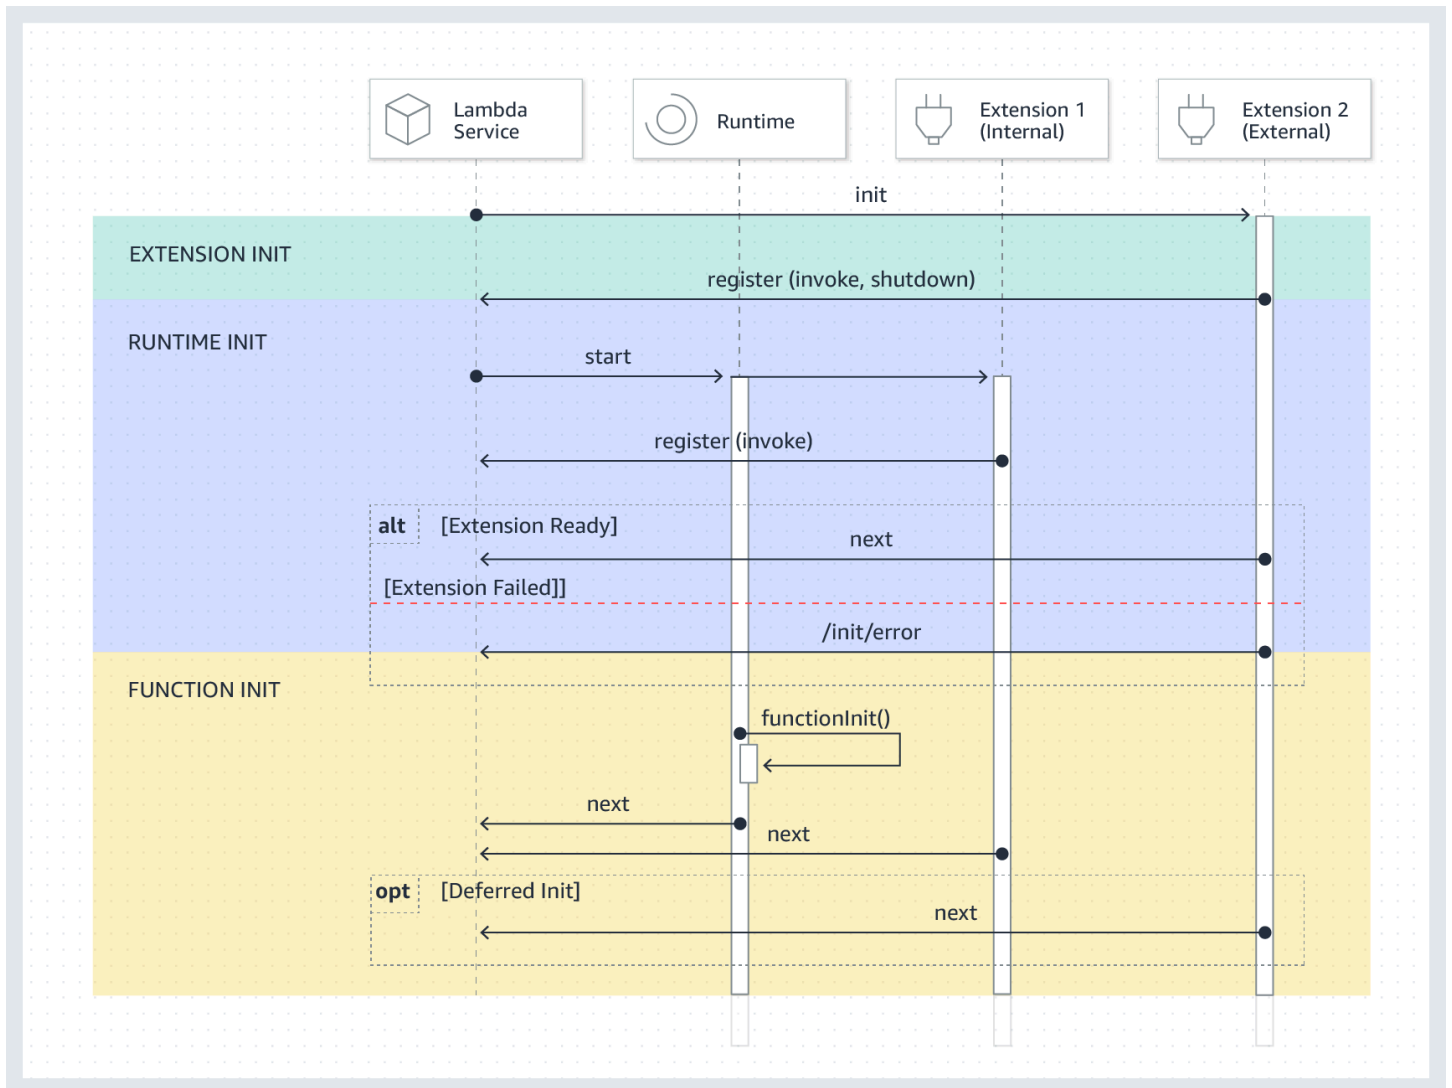 Lambda
Service
Runtime
Extension 1
(Internal)
Extension 2
(External)
init
EXTENSION INIT
register (invoke, shutdown)
RUNTIME INIT
start
register (invoke)
alt [Extension Ready]
next
[Extension Failed]]
/init/error
FUNCTION INIT
functionInit()
next
next
opt [Deferred Init]
next